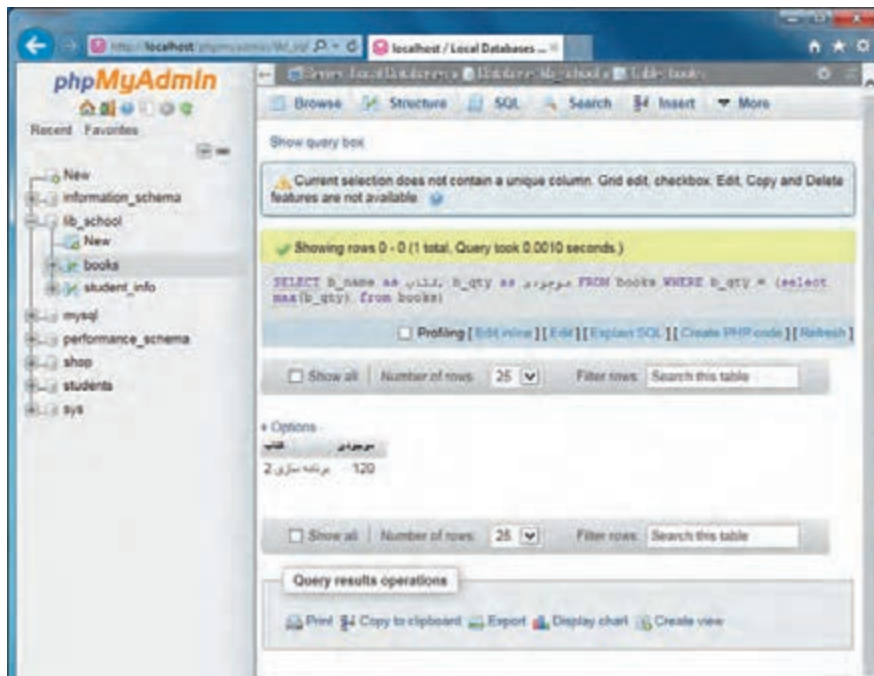 localhost
localhost / Local Databases ...
phpMyAdmin
Recent Favorites
New
information_schema
lib_school
New
books
student_info
mysql
performance_schema
shop
students
sys
Browse Structure SQL Search Insert More
Show query box
Current selection does not contain a unique column. Grid edit, checkbox, Edit, Copy and Delete
features are not available.
Showing rows 0 - 0 (1 total, Query took 0.0010 seconds.)
SELECT b_name as کتاب, b_qty as موجودی FROM books WHERE b_qty = (select
max(b_qty) from books)
Profiling [ Edit inline ] [ Edit ] [ Explain SQL ] [ Create PHP code ] [ Refresh ]
Show all Number of rows: 25 Filter rows: Search this table
+ Options
کتاب موجودی
برنامه سازی 2 120
Show all Number of rows: 25 Filter rows: Search this table
Query results operations
Print Copy to clipboard Export Display chart Create view